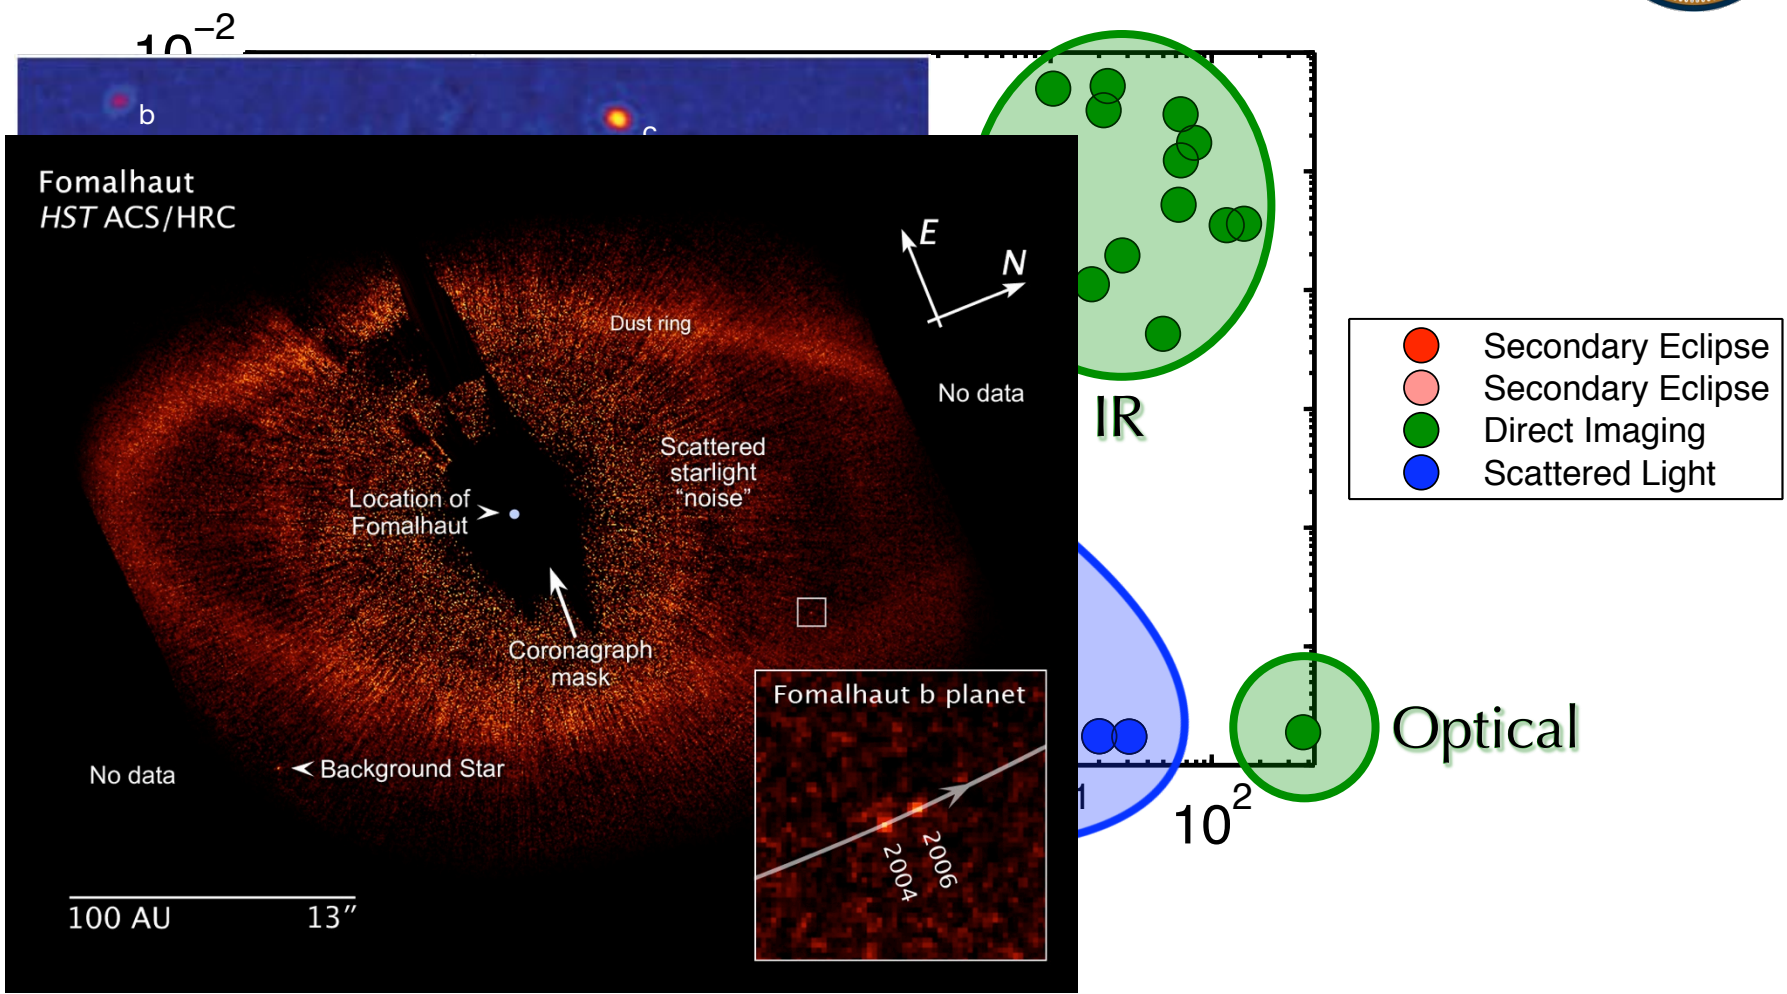 10−2
b
c
Fomalhaut
HST ACS/HRC
E
N
Dust ring
No data
Scattered
starlight
“noise”
Location of
Fomalhaut
Coronagraph
mask
Fomalhaut b planet
2006
2004
No data
Background Star
100 AU
13″
IR
Secondary Eclipse
Secondary Eclipse
Direct Imaging
Scattered Light
Optical
1
102